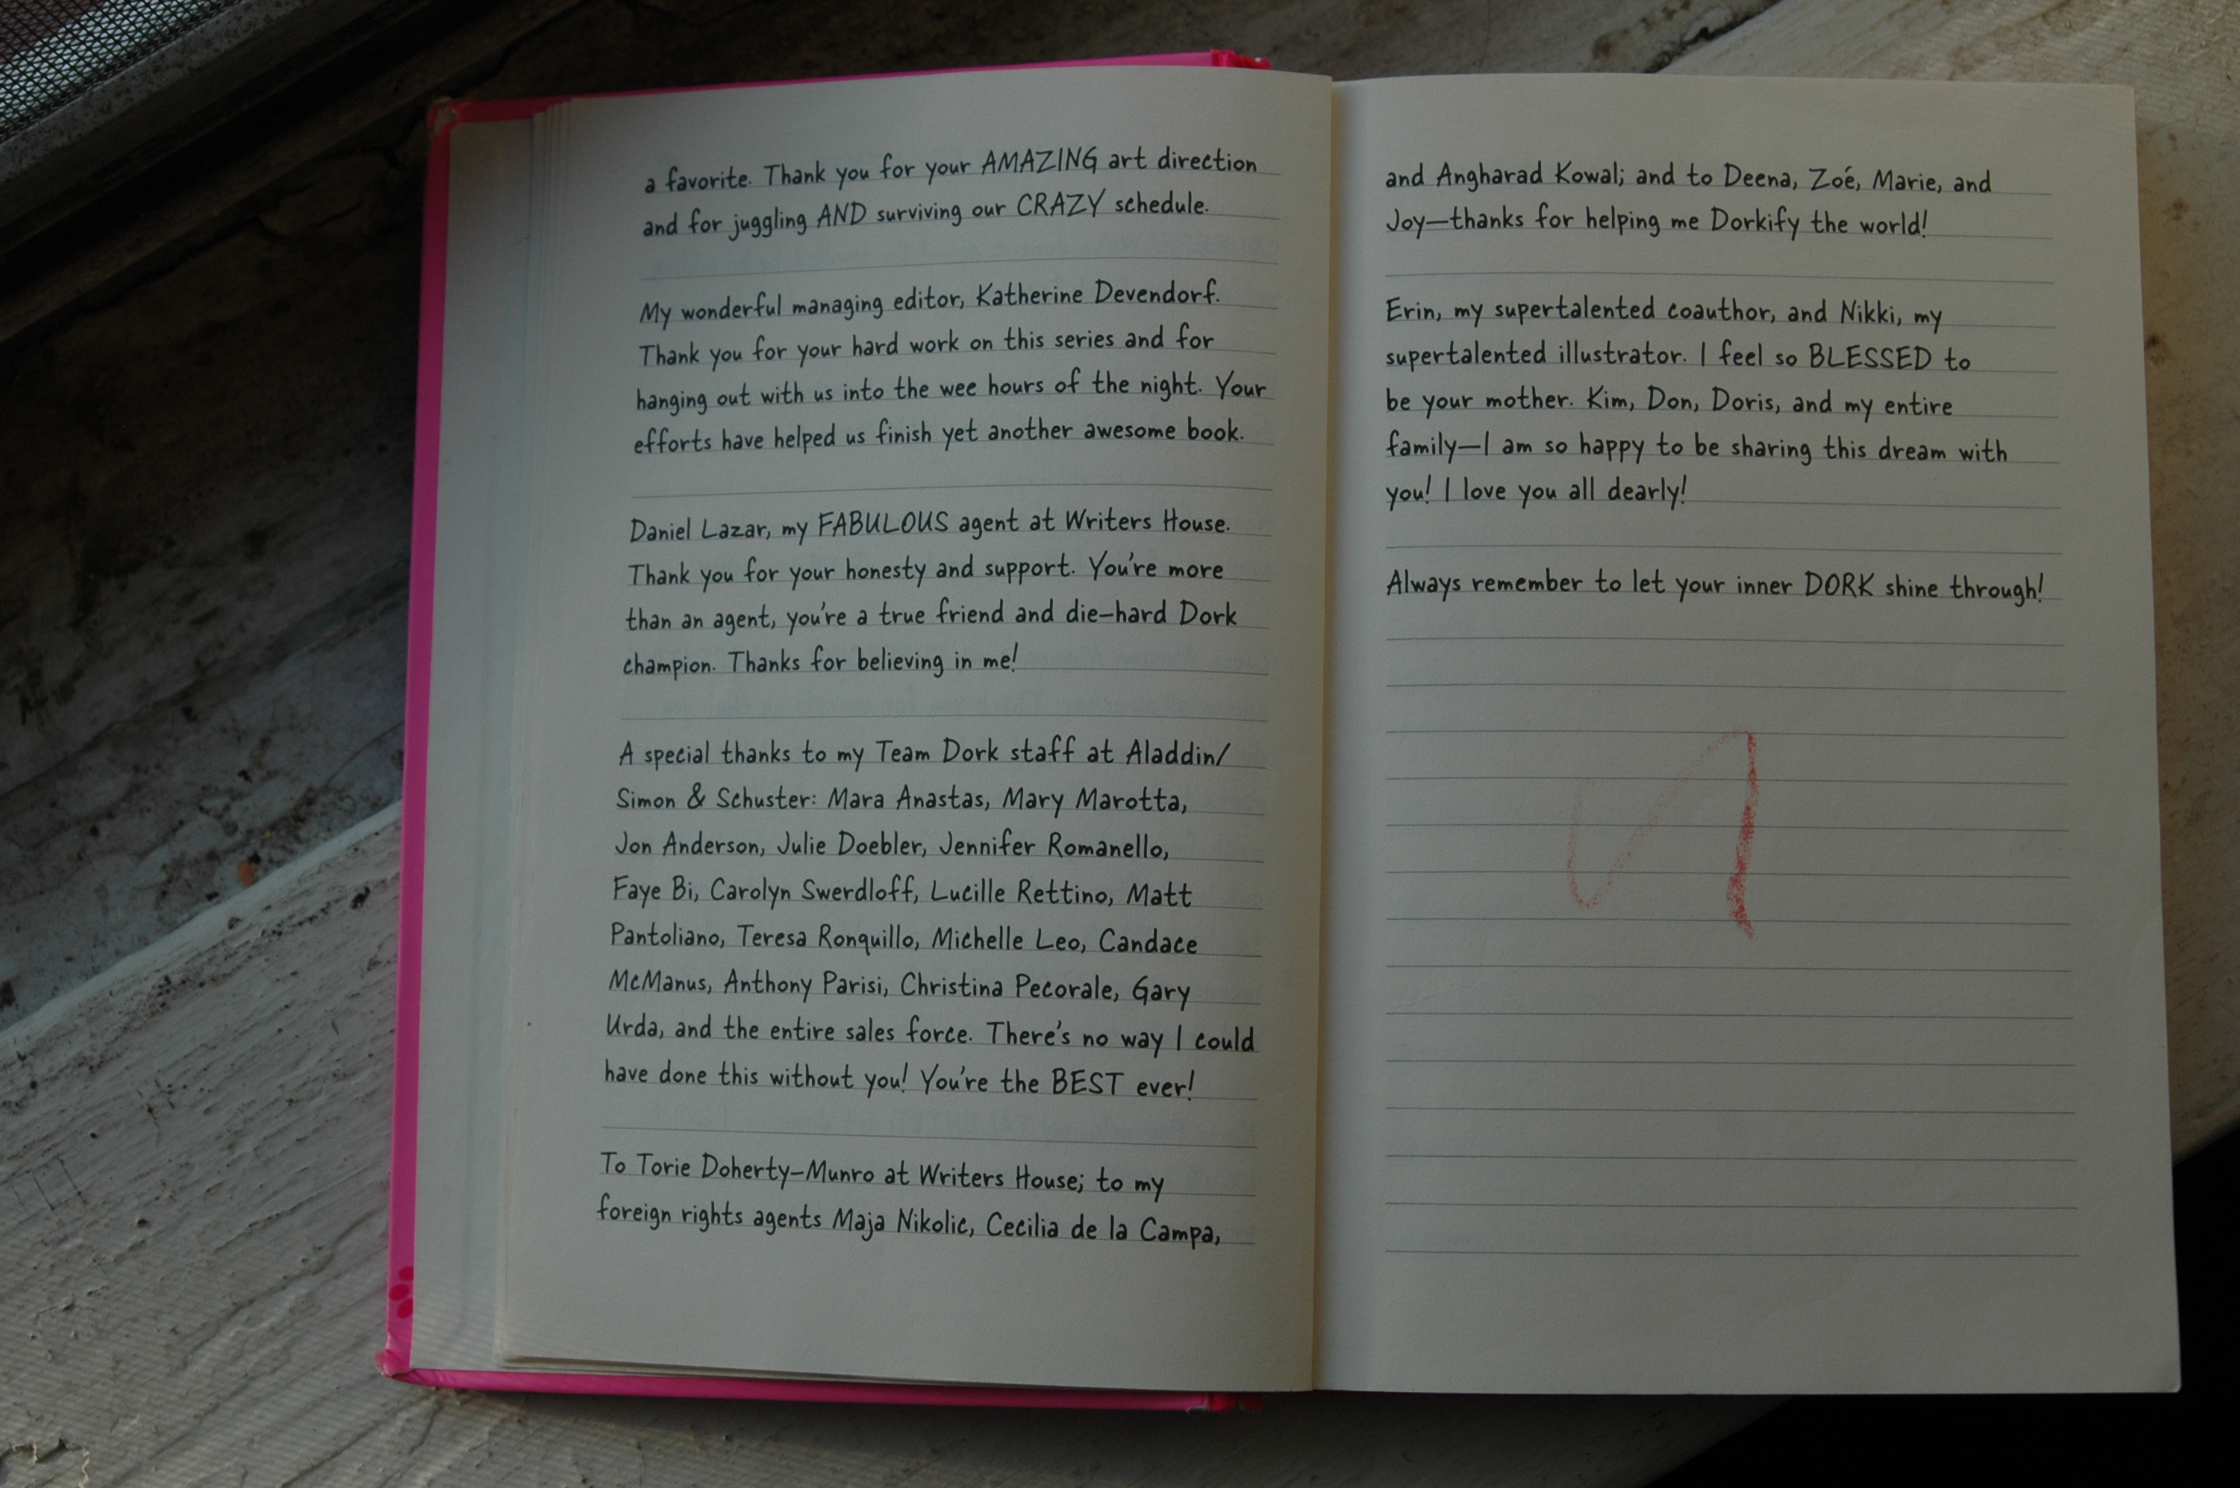 a favorite. Thank you for your AMAZING art direction
and for juggling AND surviving our CRAZY schedule.
My wonderful managing editor, Katherine Devendorf.
Thank you for your hard work on this series and for
hanging out with us into the wee hours of the night. Your
efforts have helped us finish yet another awesome book.
Daniel Lazar, my FABULOUS agent at Writers House.
Thank you for your honesty and support. You're more
than an agent, you're a true friend and die-hard Dork
champion. Thanks for believing in me!
A special thanks to my Team Dork staff at Aladdin/
Simon & Schuster: Mara Anastas, Mary Marotta,
Jon Anderson, Julie Doebler, Jennifer Romanello,
Faye Bi, Carolyn Swerdloff, Lucille Rettino, Matt
Pantoliano, Teresa Ronquillo, Michelle Leo, Candace
McManus, Anthony Parisi, Christina Pecorale, Gary
Urda, and the entire sales force. There's no way I could
have done this without you! You're the BEST ever!
To Torie Doherty-Munro at Writers House; to my
foreign rights agents Maja Nikolic, Cecilia de la Campa,
and Angharad Kowal; and to Deena, Zoé, Marie, and
Joy—thanks for helping me Dorkify the world!
Erin, my supertalented coauthor, and Nikki, my
supertalented illustrator. I feel so BLESSED to
be your mother. Kim, Don, Doris, and my entire
family—I am so happy to be sharing this dream with
you! I love you all dearly!
Always remember to let your inner DORK shine through!